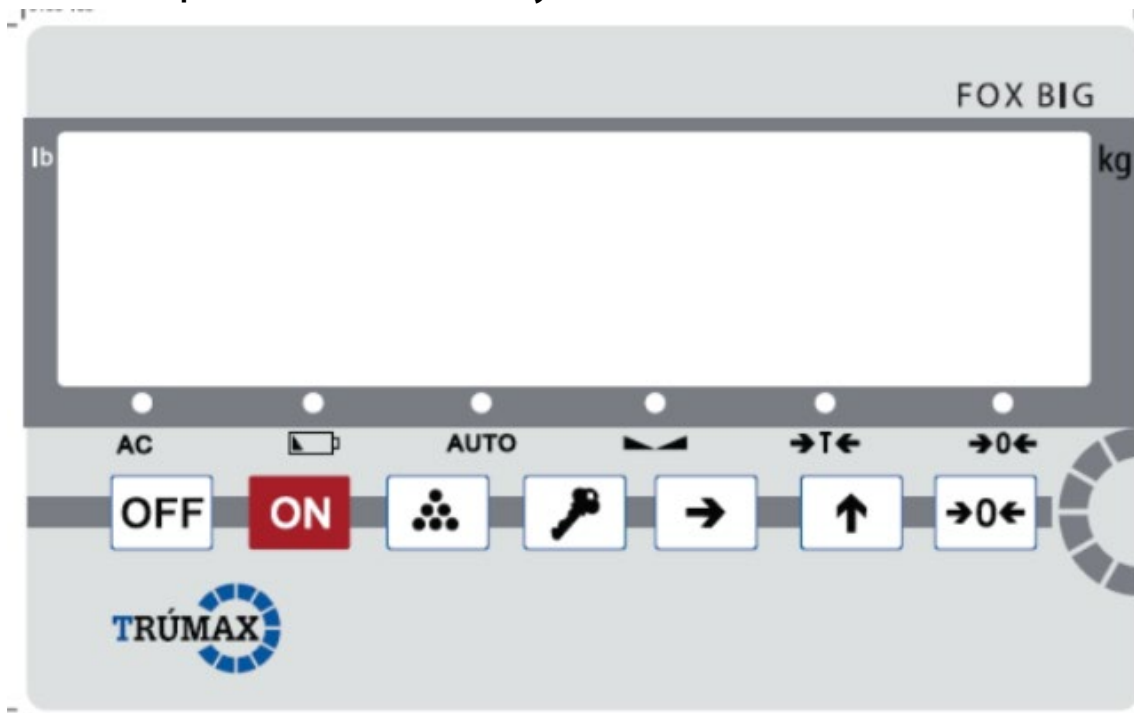 FOX BIG
lb
kg
AC AUTO →T← →0←
OFF ON → ↑ →0←
TRÚMAX